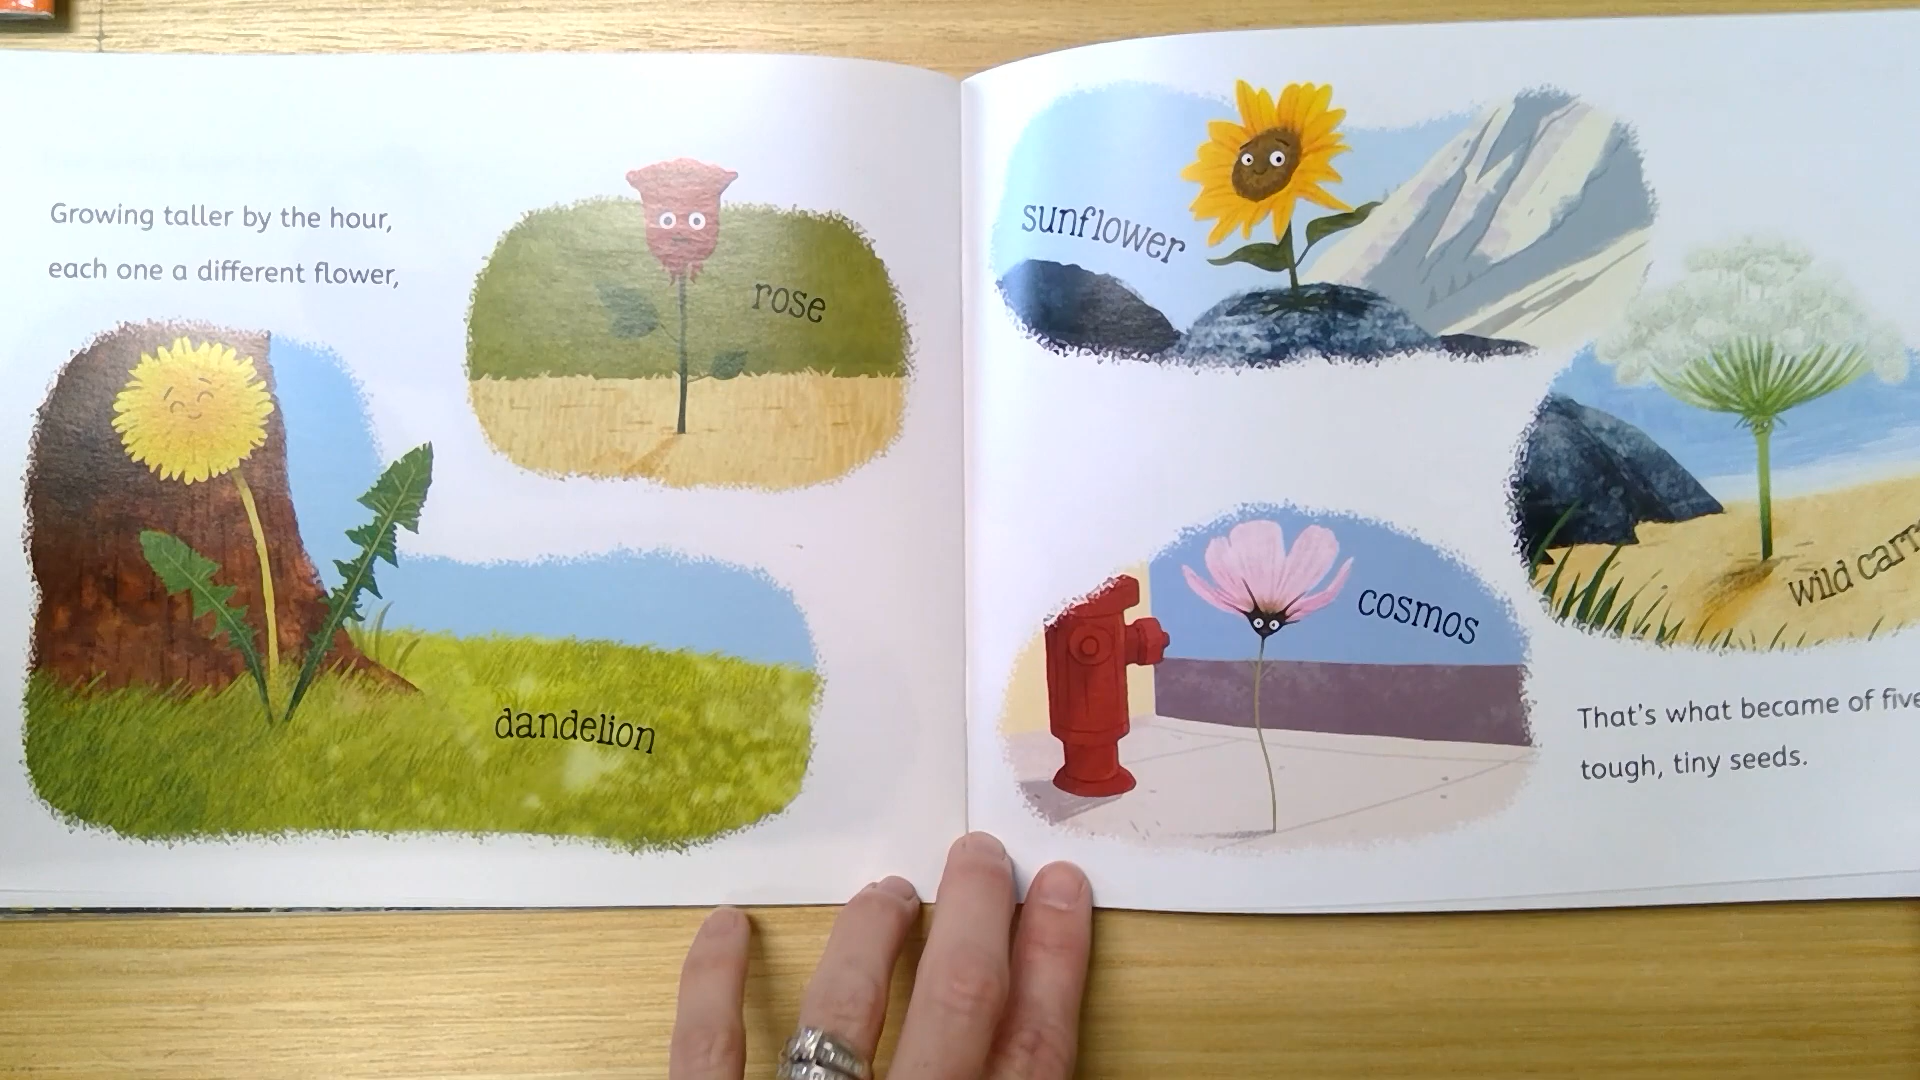 Growing taller by the hour,
each one a different flower,
rose
dandelion
sunflower
cosmos
wild
That's what became of five
tough, tiny seeds.